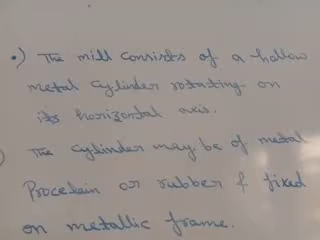 •) The mill consists of a hollow
metal cylinder rotating on
its horizontal axis.
) The cylinder may be of metal
Procelain or rubber & fixed
on metallic frame.